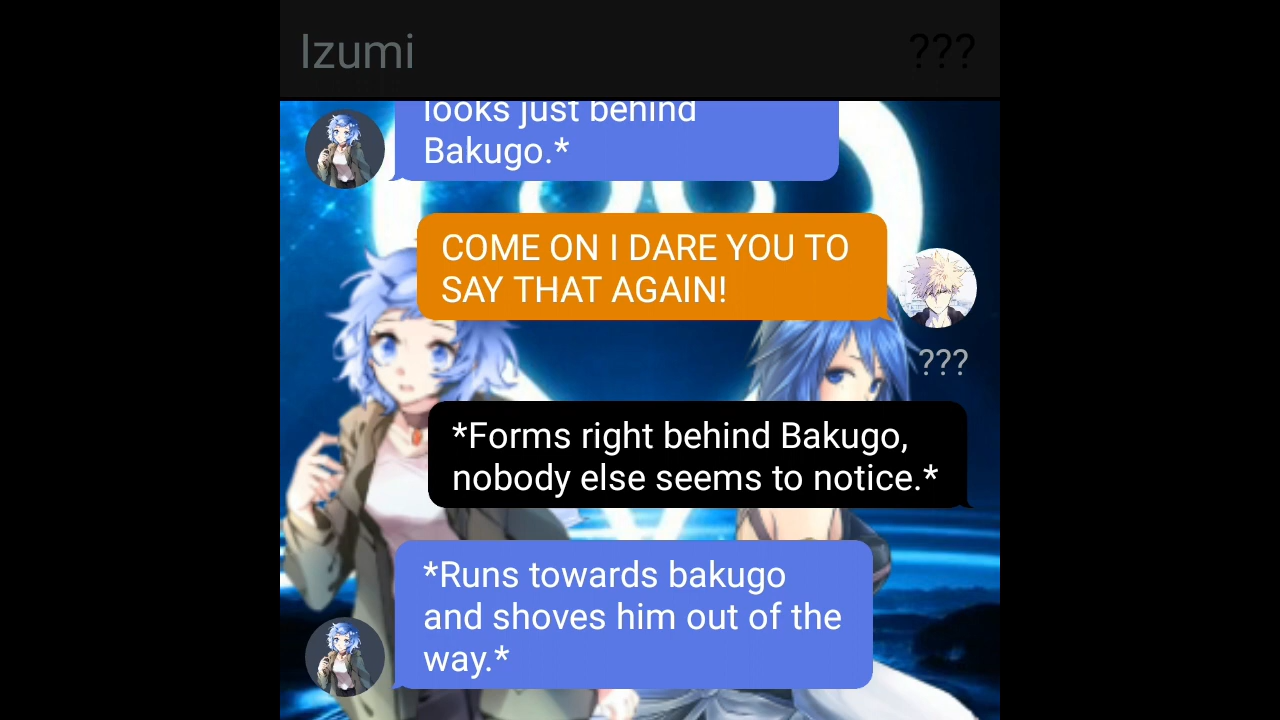 Izumi
???
looks just behind
Bakugo.*
COME ON I DARE YOU TO
SAY THAT AGAIN!
???
*Forms right behind Bakugo,
nobody else seems to notice.*
*Runs towards bakugo
and shoves him out of the
way.*